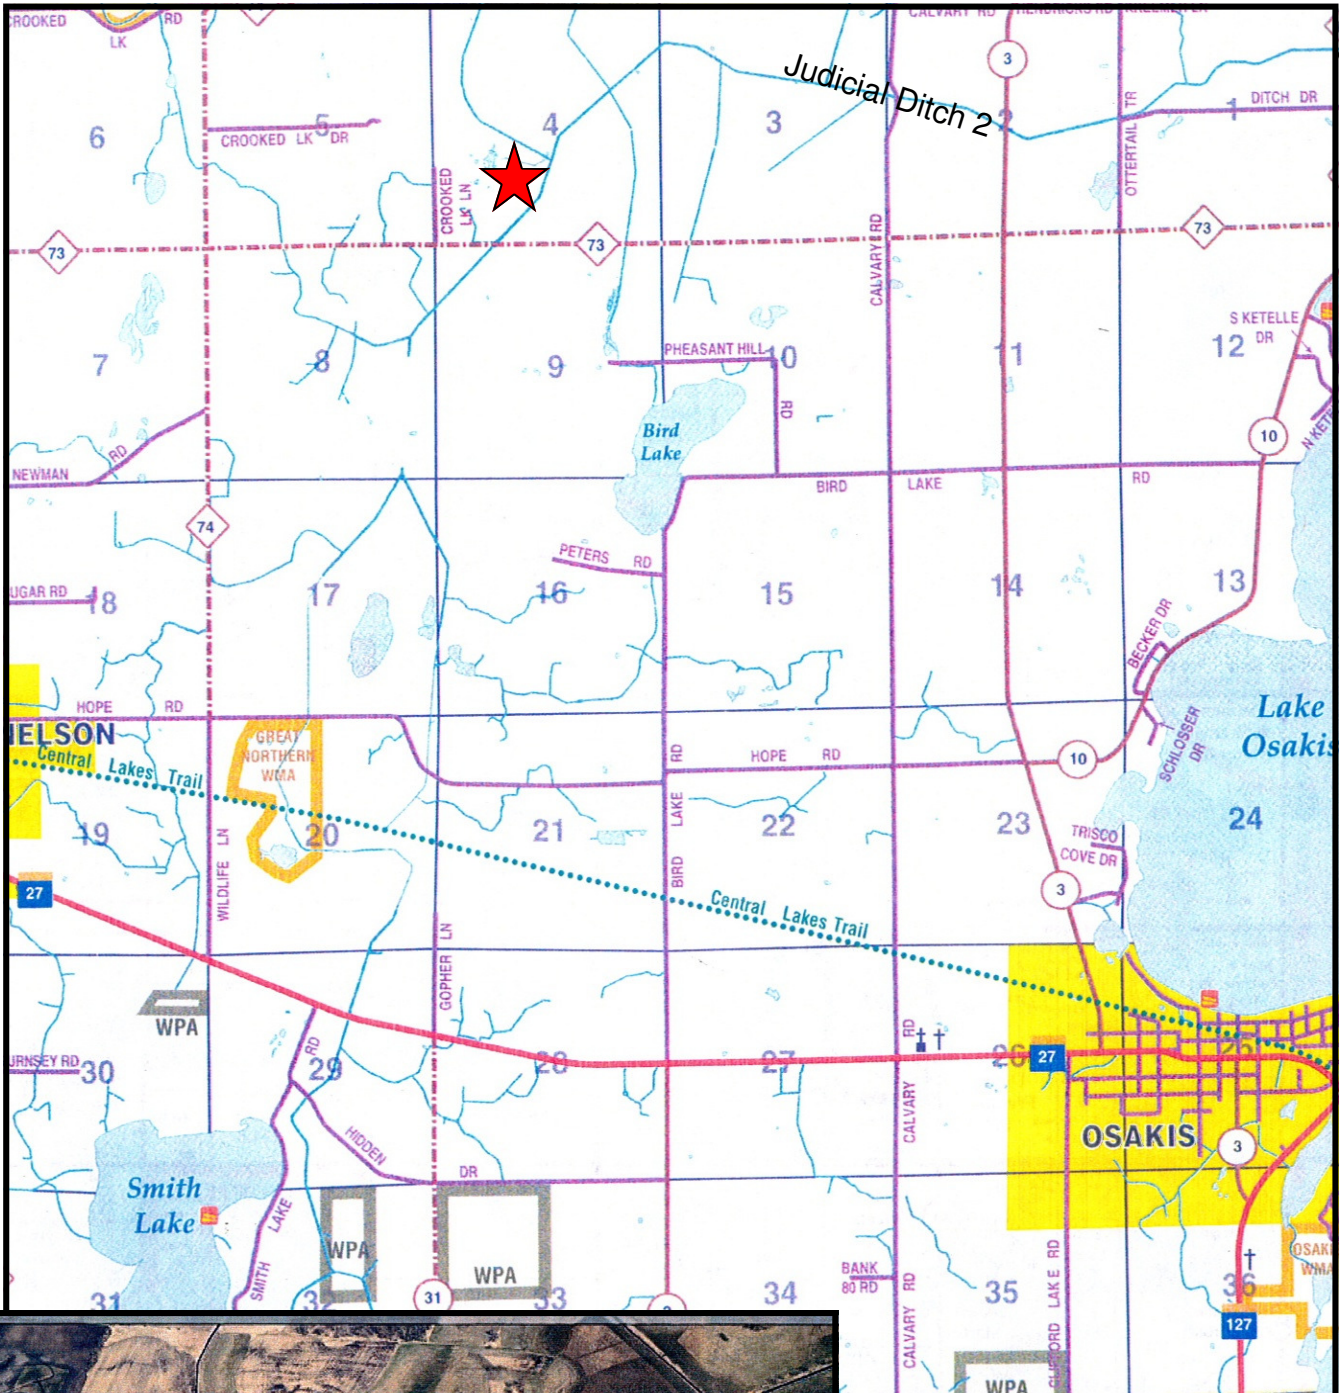 CROOKED RD
LK
CALVARY RD
3
Judicial Ditch 2
6
5
CROOKED LK DR
4
3
2
1
DITCH DR
OTTERTAIL TR
CROOKED
LK LN
CALVARY RD
73
73
73
S KETELLE
DR
7
8
9
PHEASANT HILL
RD
10
11
12
10
Bird
Lake
NEWMAN RD
BIRD LAKE RD
74
PETERS RD
UGAR RD
18
17
16
15
14
13
BECKER DR
SCHLOSSER
DR
Lake
Osakis
HOPE RD
NELSON
Central Lakes Trail
GREAT
NORTHERN
WMA
HOPE RD
10
19
20
21
22
23
24
WILDLIFE LN
BIRD LAKE RD
TRISCO
COVE DR
3
27
Central Lakes Trail
GOPHER LN
WPA
URNSEY RD
30
29
28
27
26
27
25
RD
CALVARY RD
OSAKIS
3
HIDDEN DR
Smith
Lake
SMITH LAKE
WPA
WPA
31
31
32
33
34
35
36
BANK
80 RD
CALVARY RD
CLIFFORD LAKE RD
OSAKI
WMA
127
WPA